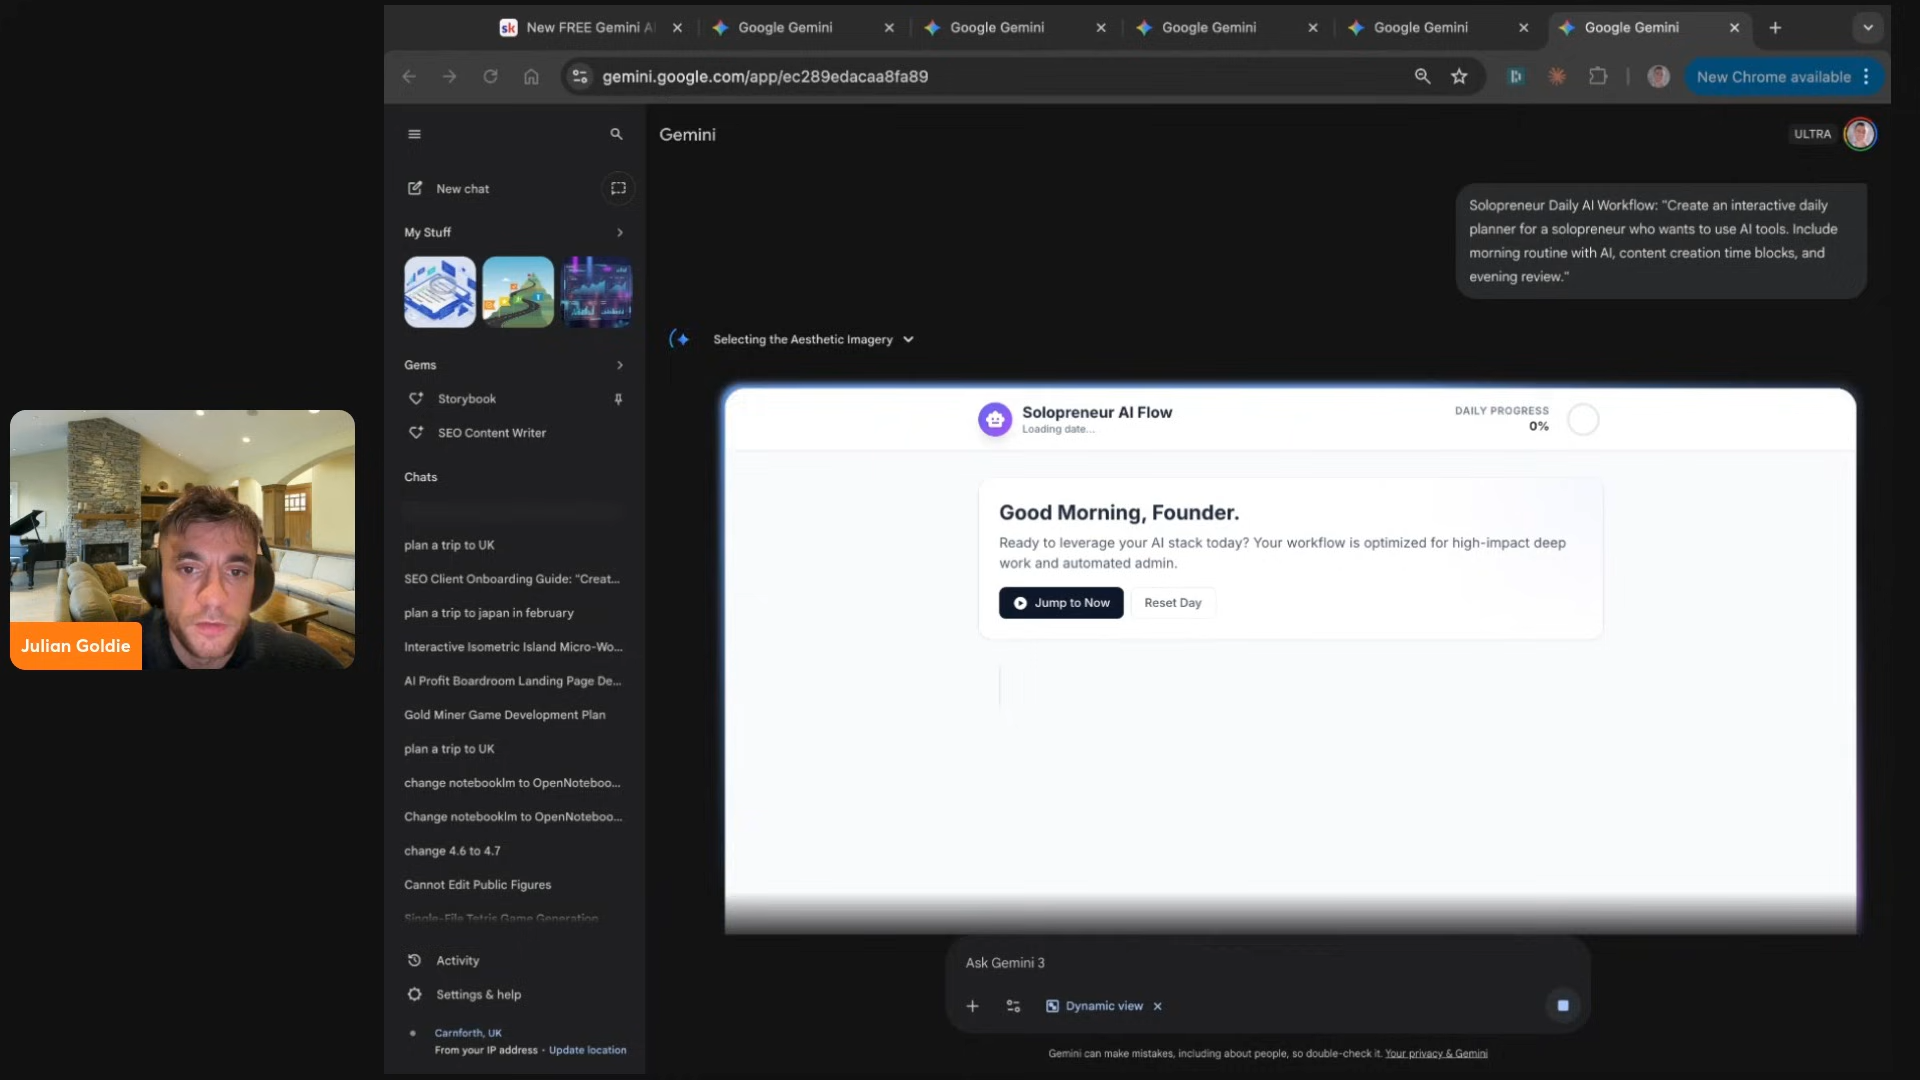 sk New FREE Gemini A
Google Gemini
Google Gemini
Google Gemini
Google Gemini
Google Gemini
gemini.google.com/app/ec289edacaa8fa89
New Chrome available
Gemini
ULTRA
New chat
My Stuff
Gems
Storybook
SEO Content Writer
Chats
plan a trip to UK
SEO Client Onboarding Guide: "Creat...
plan a trip to japan in february
Interactive Isometric Island Micro-Wo...
AI Profit Boardroom Landing Page De...
Gold Miner Game Development Plan
plan a trip to UK
change notebooklm to OpenNoteboo...
Change notebooklm to OpenNoteboo...
change 4.6 to 4.7
Cannot Edit Public Figures
Single-File Tetris Game Generation
Activity
Settings & help
Carnforth, UK
From your IP address · Update location
Solopreneur Daily AI Workflow: "Create an interactive daily
planner for a solopreneur who wants to use AI tools. Include
morning routine with AI, content creation time blocks, and
evening review."
Selecting the Aesthetic Imagery
Solopreneur AI Flow
Loading date...
DAILY PROGRESS
0%
Good Morning, Founder.
Ready to leverage your AI stack today? Your workflow is optimized for high-impact deep
work and automated admin.
Jump to Now
Reset Day
Ask Gemini 3
Dynamic view
Gemini can make mistakes, including about people, so double-check it. Your privacy & Gemini
Julian Goldie